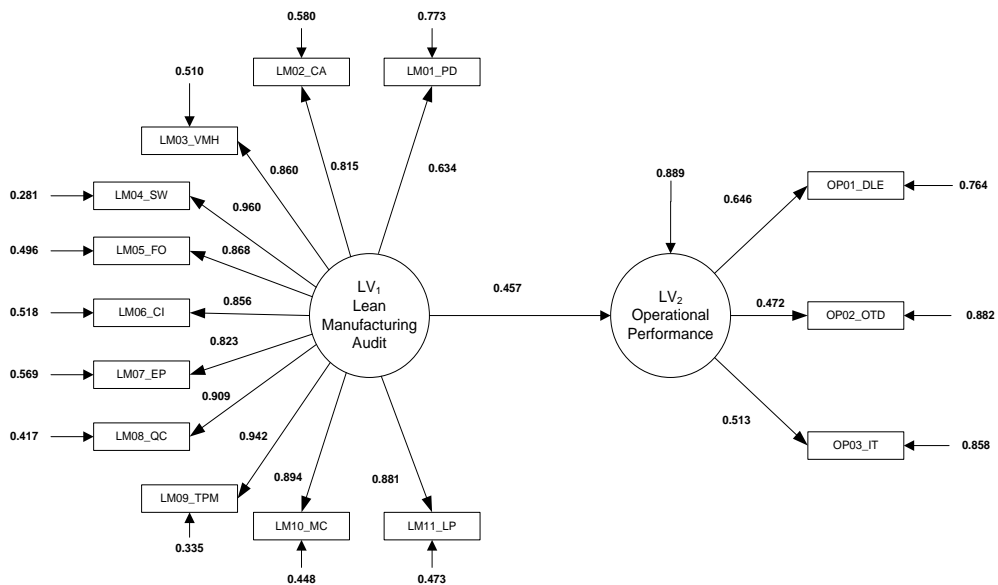 0.580
0.773
LM02_CA
LM01_PD
0.510
LM03_VMH
0.860
0.815
0.634
0.281
LM04_SW
0.960
0.889
0.646
OP01_DLE
0.764
0.496
LM05_FO
0.868
0.518
LM06_CI
0.856
LV₁
Lean
Manufacturing
Audit
0.457
LV₂
Operational
Performance
0.472
OP02_OTD
0.882
0.823
0.569
LM07_EP
0.909
0.417
LM08_QC
0.942
0.513
OP03_IT
0.858
0.894
0.881
LM09_TPM
LM10_MC
LM11_LP
0.335
0.448
0.473